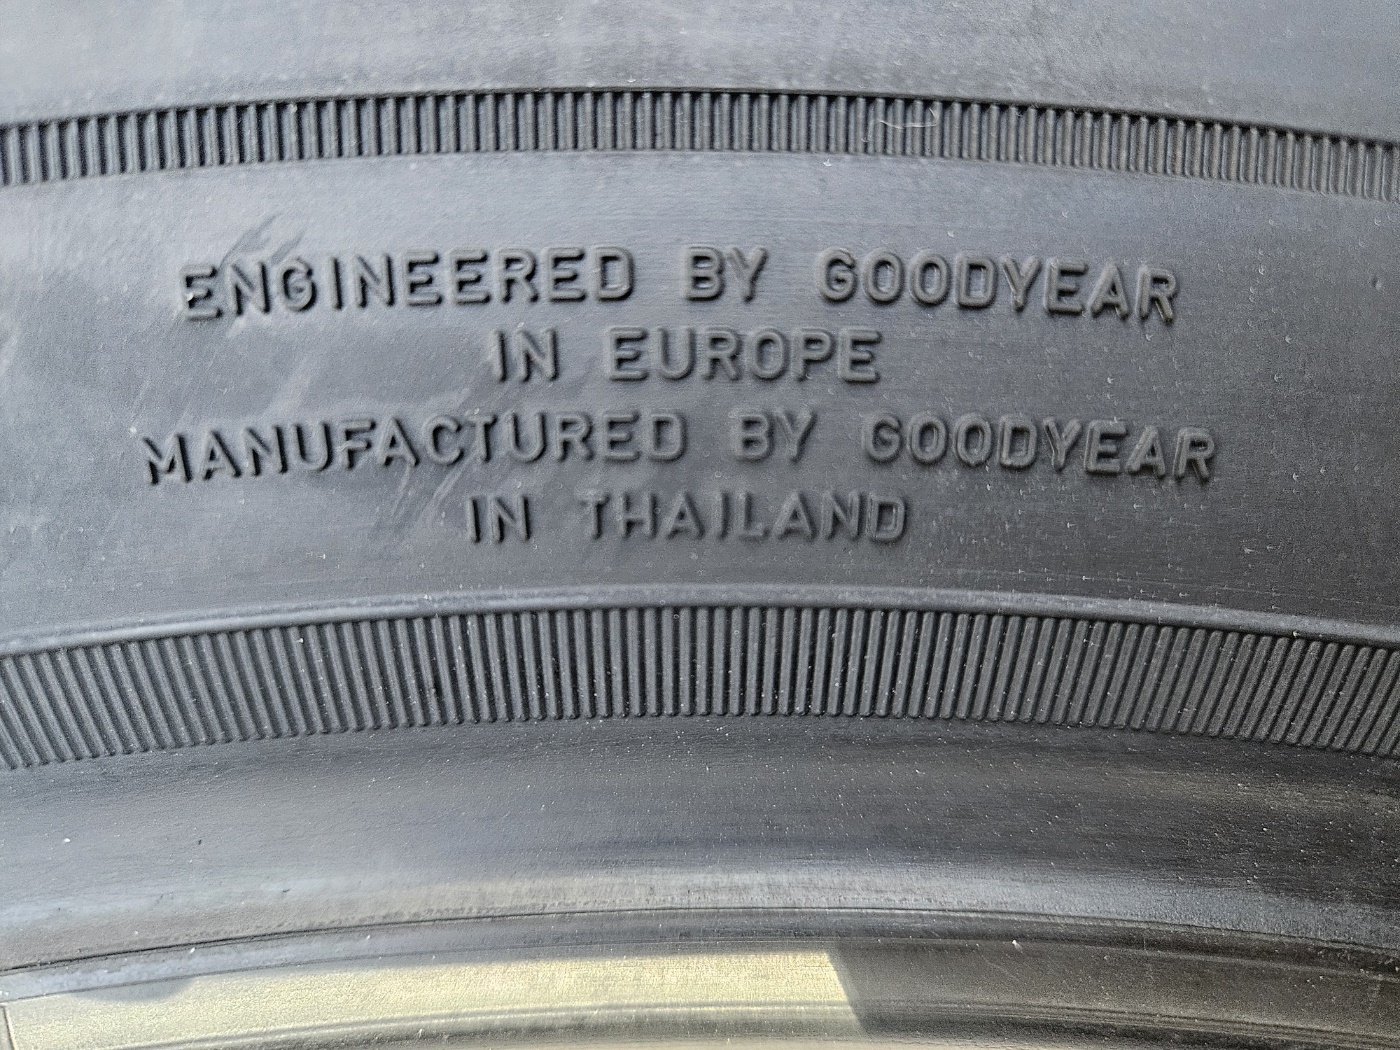 ENGINEERED BY GOODYEAR
IN EUROPE
MANUFACTURED BY GOODYEAR
IN THAILAND